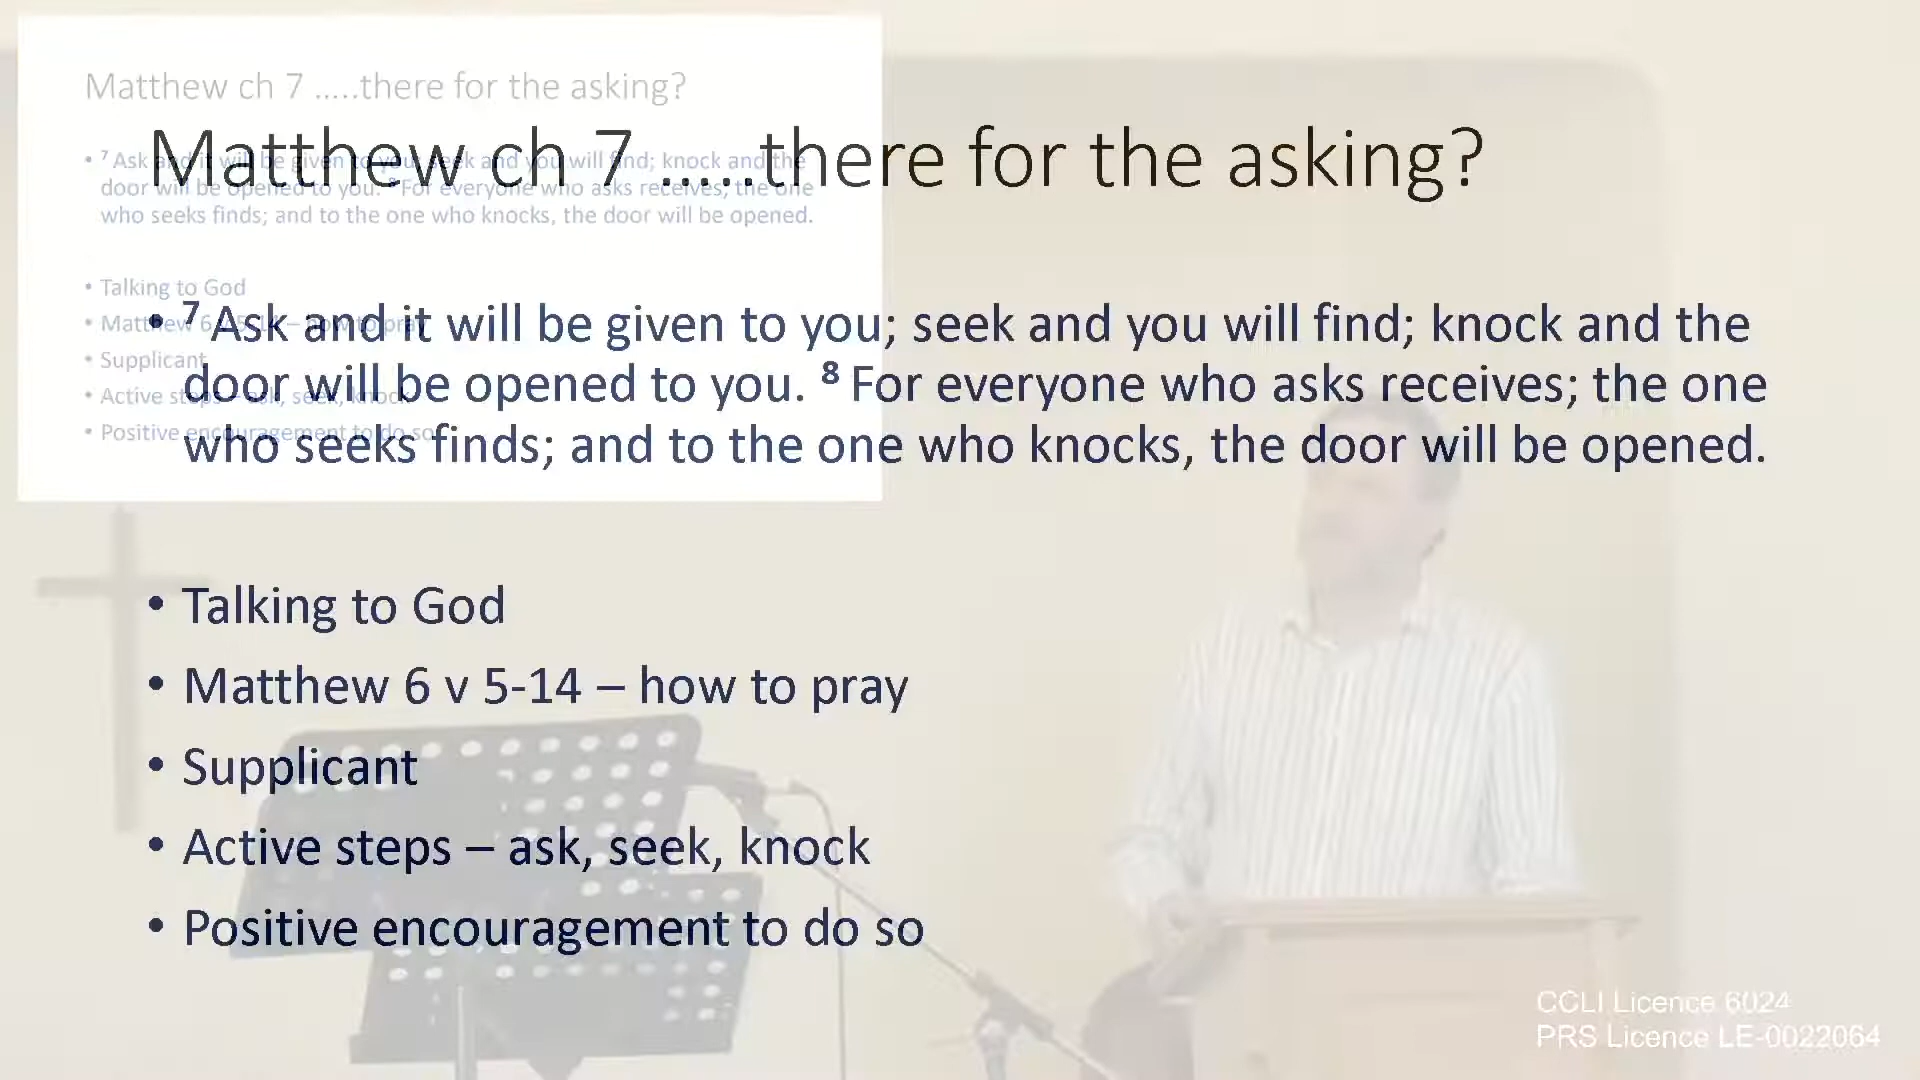 Matthew ch 7 .....there for the asking?
• ⁷ Ask and it will be given to you; seek and you will find; knock and the
door will be opened to you. ⁸ For everyone who asks receives; the one
who seeks finds; and to the one who knocks, the door will be opened.
• Talking to God
• Matthew 6 v 5-14 – how to pray
• Supplicant
• Active steps – ask, seek, knock
• Positive encouragement to do so
Matthew ch 7 .....there for the asking?
• ⁷ Ask and it will be given to you; seek and you will find; knock and the
door will be opened to you. ⁸ For everyone who asks receives; the one
who seeks finds; and to the one who knocks, the door will be opened.
• Talking to God
• Matthew 6 v 5-14 – how to pray
• Supplicant
• Active steps – ask, seek, knock
• Positive encouragement to do so
CCLI Licence 6024
PRS Licence LE-0022064